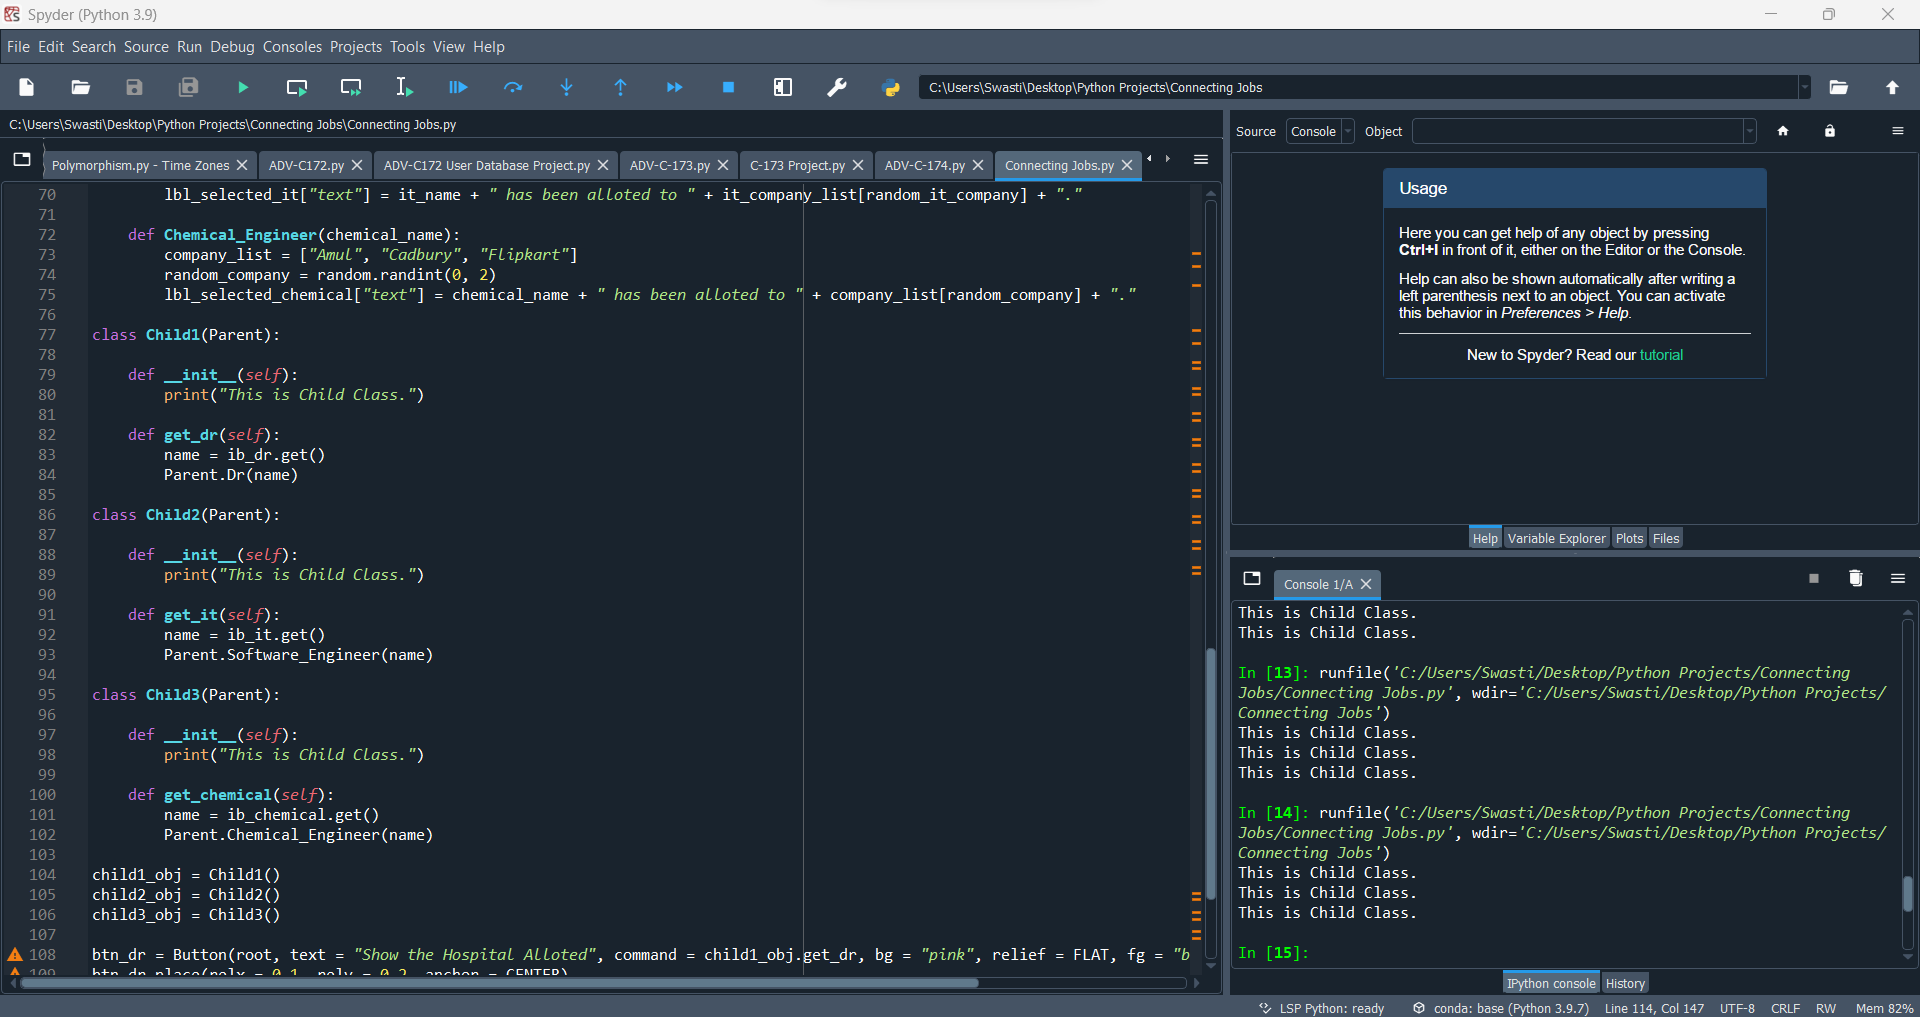 Spyder (Python 3.9)
File Edit Search Source Run Debug Consoles Projects Tools View Help
C:\Users\Swasti\Desktop\Python Projects\Connecting Jobs
C:\Users\Swasti\Desktop\Python Projects\Connecting Jobs\Connecting Jobs.py
Polymorphism.py - Time Zones ADV-C172.py ADV-C172 User Database Project.py ADV-C-173.py C-173 Project.py ADV-C-174.py Connecting Jobs.py
70 lbl_selected_it["text"] = it_name + " has been alloted to " + it_company_list[random_it_company] + "."
71
72 def Chemical_Engineer(chemical_name):
73 company_list = ["Amul", "Cadbury", "Flipkart"]
74 random_company = random.randint(0, 2)
75 lbl_selected_chemical["text"] = chemical_name + " has been alloted to " + company_list[random_company] + "."
76
77 class Child1(Parent):
78
79 def __init__(self):
80 print("This is Child Class.")
81
82 def get_dr(self):
83 name = ib_dr.get()
84 Parent.Dr(name)
85
86 class Child2(Parent):
87
88 def __init__(self):
89 print("This is Child Class.")
90
91 def get_it(self):
92 name = ib_it.get()
93 Parent.Software_Engineer(name)
94
95 class Child3(Parent):
96
97 def __init__(self):
98 print("This is Child Class.")
99
100 def get_chemical(self):
101 name = ib_chemical.get()
102 Parent.Chemical_Engineer(name)
103
104 child1_obj = Child1()
105 child2_obj = Child2()
106 child3_obj = Child3()
107
108 btn_dr = Button(root, text = "Show the Hospital Alloted", command = child1_obj.get_dr, bg = "pink", relief = FLAT, fg = "b
109 btn_dr.place(relx = 0.1, rely = 0.2, anchor = CENTER)
Source Console Object
Usage
Here you can get help of any object by pressing
Ctrl+I in front of it, either on the Editor or the Console.
Help can also be shown automatically after writing a
left parenthesis next to an object. You can activate
this behavior in Preferences > Help.
New to Spyder? Read our tutorial
Help Variable Explorer Plots Files
Console 1/A
This is Child Class.
This is Child Class.
In [13]: runfile('C:/Users/Swasti/Desktop/Python Projects/Connecting
Jobs/Connecting Jobs.py', wdir='C:/Users/Swasti/Desktop/Python Projects/
Connecting Jobs')
This is Child Class.
This is Child Class.
This is Child Class.
In [14]: runfile('C:/Users/Swasti/Desktop/Python Projects/Connecting
Jobs/Connecting Jobs.py', wdir='C:/Users/Swasti/Desktop/Python Projects/
Connecting Jobs')
This is Child Class.
This is Child Class.
This is Child Class.
In [15]:
IPython console History
LSP Python: ready conda: base (Python 3.9.7) Line 114, Col 147 UTF-8 CRLF RW Mem 82%